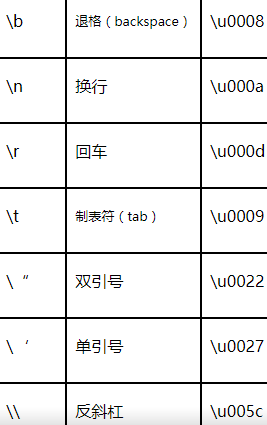 \b 退格（backspace） \u0008
\n 换行 \u000a
\r 回车 \u000d
\t 制表符（tab） \u0009
\“ 双引号 \u0022
\‘ 单引号 \u0027
\\ 反斜杠 \u005c